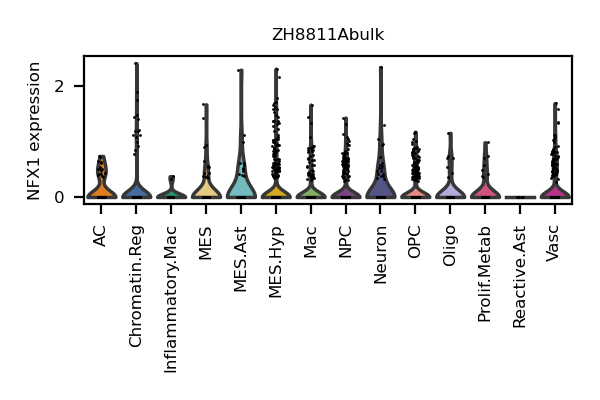 ZH8811Abulk
NFX1 expression
2
0
AC
Chromatin.Reg
Inflammatory.Mac
MES
MES.Ast
MES.Hyp
Mac
NPC
Neuron
OPC
Oligo
Prolif.Metab
Reactive.Ast
Vasc